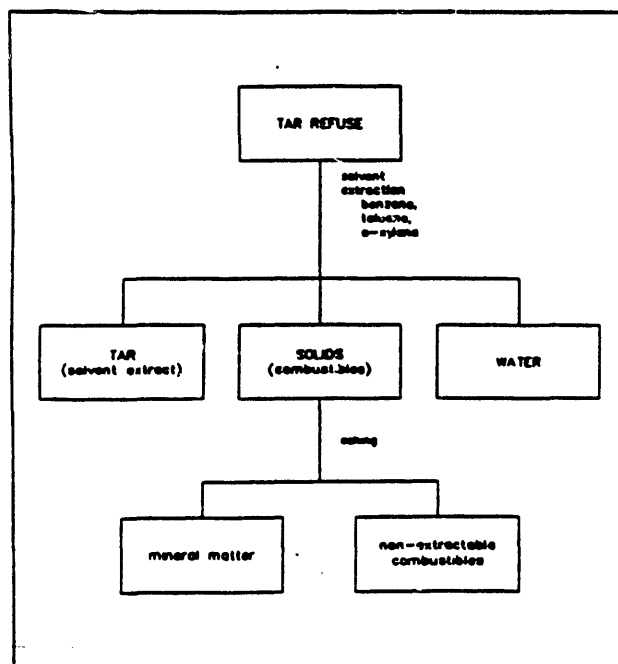 TAR REFUSE
solvent
extraction
benzene,
toluene,
o-xylene
TAR
(solvent extract)
SOLIDS
(combustibles)
WATER
ashing
mineral matter
non-extractable
combustibles